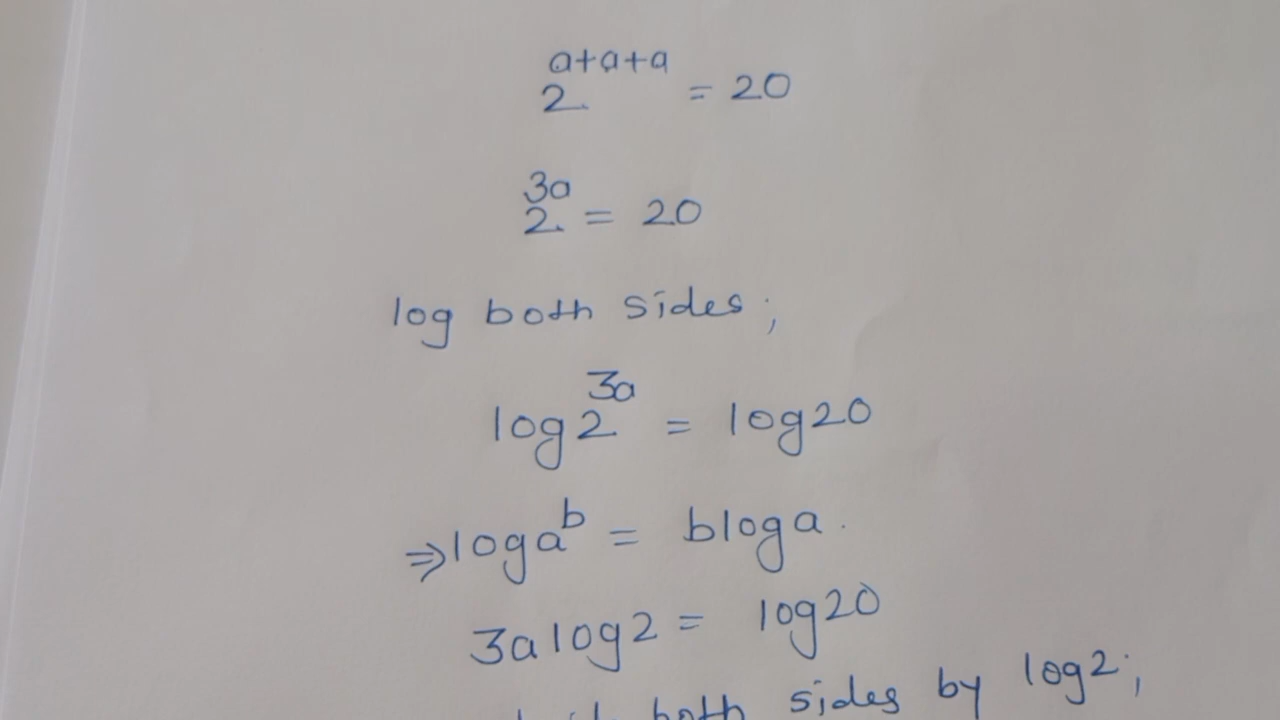 2^{a+a+a} = 20
2^{3a} = 20
log both sides;
log 2^{3a} = log 20
⇒ log a^b = b log a.
3a log 2 = log 20
both sides by log 2;